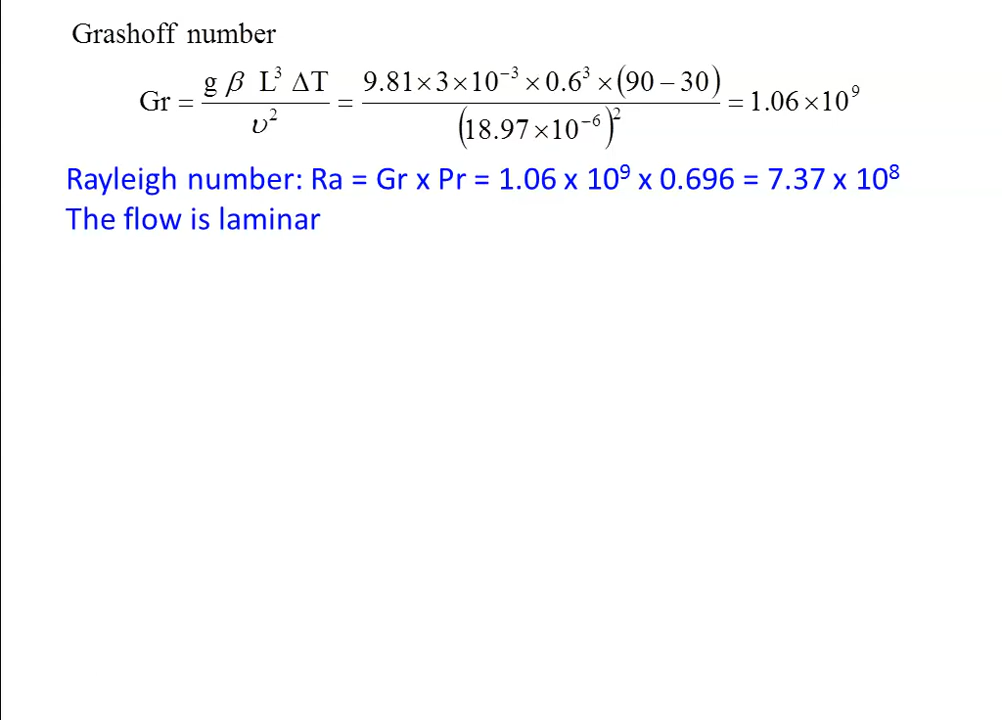 Grashoff number
Gr = g β L³ ΔT / υ² = 9.81×3×10⁻³×0.6³×(90−30) / (18.97×10⁻⁶)² = 1.06×10⁹
Rayleigh number: Ra = Gr x Pr = 1.06 x 10⁹ x 0.696 = 7.37 x 10⁸
The flow is laminar